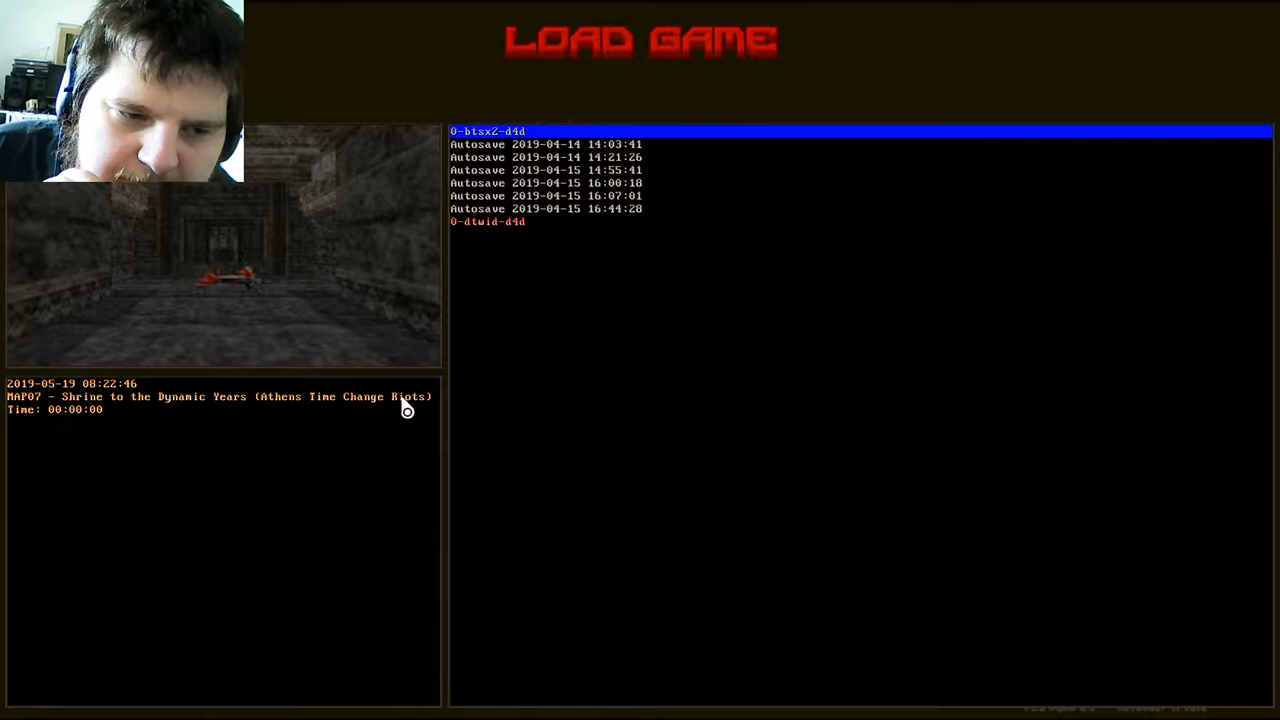 LOAD GAME
0-btsx2-d4d
Autosave 2019-04-14 14:03:41
Autosave 2019-04-14 14:21:26
Autosave 2019-04-15 14:55:41
Autosave 2019-04-15 16:00:18
Autosave 2019-04-15 16:07:01
Autosave 2019-04-15 16:44:28
0-dtwid-d4d
2019-05-19 08:22:46
MAP07 - Shrine to the Dynamic Years (Athens Time Change Riots)
Time: 00:00:00